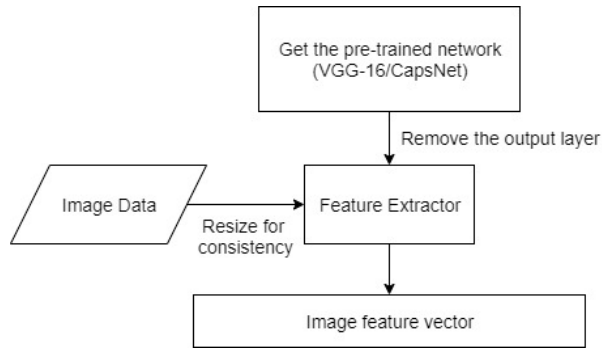 Get the pre-trained network
(VGG-16/CapsNet)
Remove the output layer
Image Data
Resize for
consistency
Feature Extractor
Image feature vector